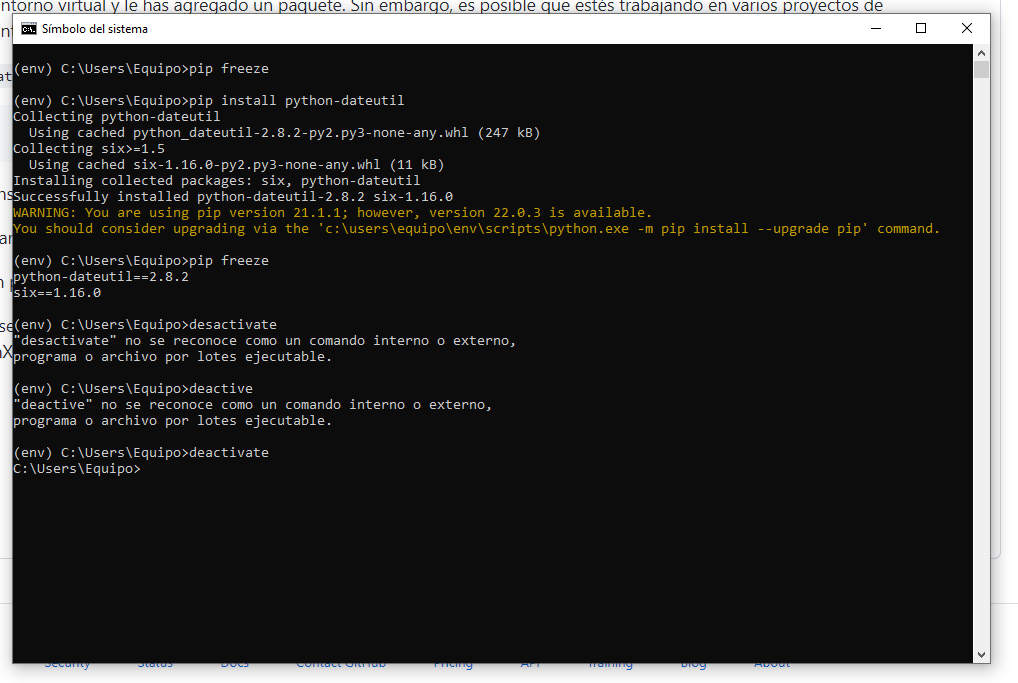 entorno virtual y le has agregado un paquete. Sin embargo, es posible que estés trabajando en varios proyectos de
Símbolo del sistema
(env) C:\Users\Equipo>pip freeze
(env) C:\Users\Equipo>pip install python-dateutil
Collecting python-dateutil
  Using cached python_dateutil-2.8.2-py2.py3-none-any.whl (247 kB)
Collecting six>=1.5
  Using cached six-1.16.0-py2.py3-none-any.whl (11 kB)
Installing collected packages: six, python-dateutil
Successfully installed python-dateutil-2.8.2 six-1.16.0
WARNING: You are using pip version 21.1.1; however, version 22.0.3 is available.
You should consider upgrading via the 'c:\users\equipo\env\scripts\python.exe -m pip install --upgrade pip' command.
(env) C:\Users\Equipo>pip freeze
python-dateutil==2.8.2
six==1.16.0
(env) C:\Users\Equipo>desactivate
"desactivate" no se reconoce como un comando interno o externo,
programa o archivo por lotes ejecutable.
(env) C:\Users\Equipo>deactive
"deactive" no se reconoce como un comando interno o externo,
programa o archivo por lotes ejecutable.
(env) C:\Users\Equipo>deactivate
C:\Users\Equipo>
Security Status Docs Contact GitHub Pricing API Training Blog About